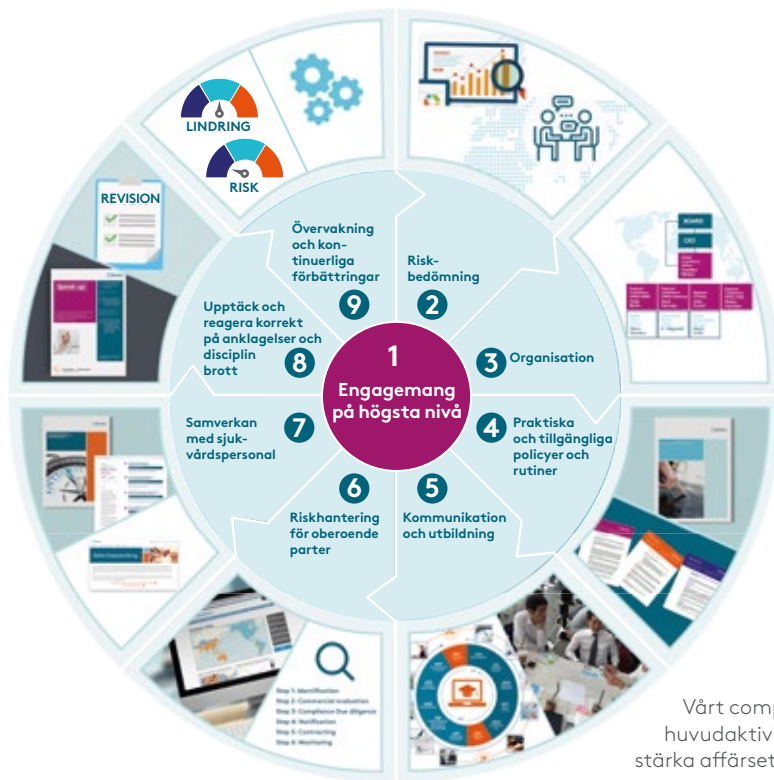 LINDRING
RISK
REVISION
BOARD
CEO
Speak up
1
Engagemang
på högsta nivå
2
Risk-
bedömning
3
Organisation
4
Praktiska
och tillgängliga
policyer och
rutiner
5
Kommunikation
och utbildning
6
Riskhantering
för oberoende
parter
7
Samverkan
med sjuk-
vårdspersonal
8
Upptäck och
reagera korrekt
på anklagelser och
disciplin
brott
9
Övervakning
och kon-
tinuerliga
förbättringar
Step 1: Identification
Step 2: Commercial evaluation
Step 3: Compliance Due diligence
Step 4: Notification
Step 5: Contracting
Step 6: Monitoring
Vårt comp
huvudaktiv
stärka affärset